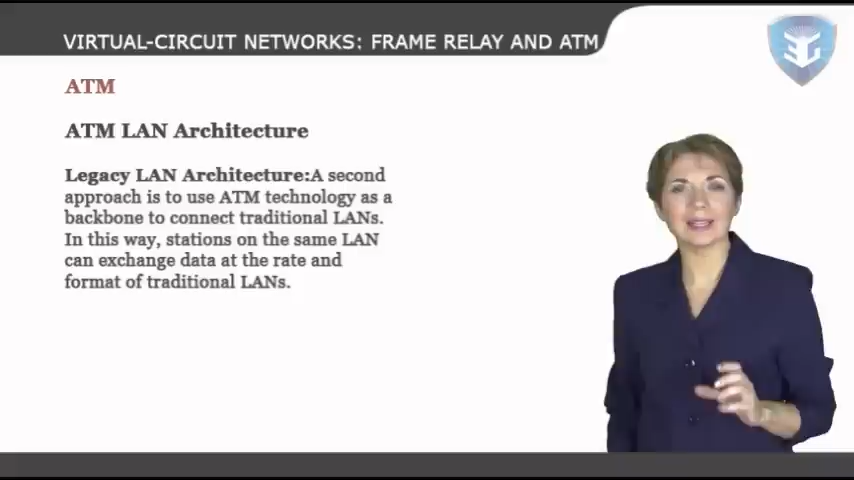 VIRTUAL-CIRCUIT NETWORKS: FRAME RELAY AND ATM
ATM
ATM LAN Architecture
Legacy LAN Architecture:A second
approach is to use ATM technology as a
backbone to connect traditional LANs.
In this way, stations on the same LAN
can exchange data at the rate and
format of traditional LANs.